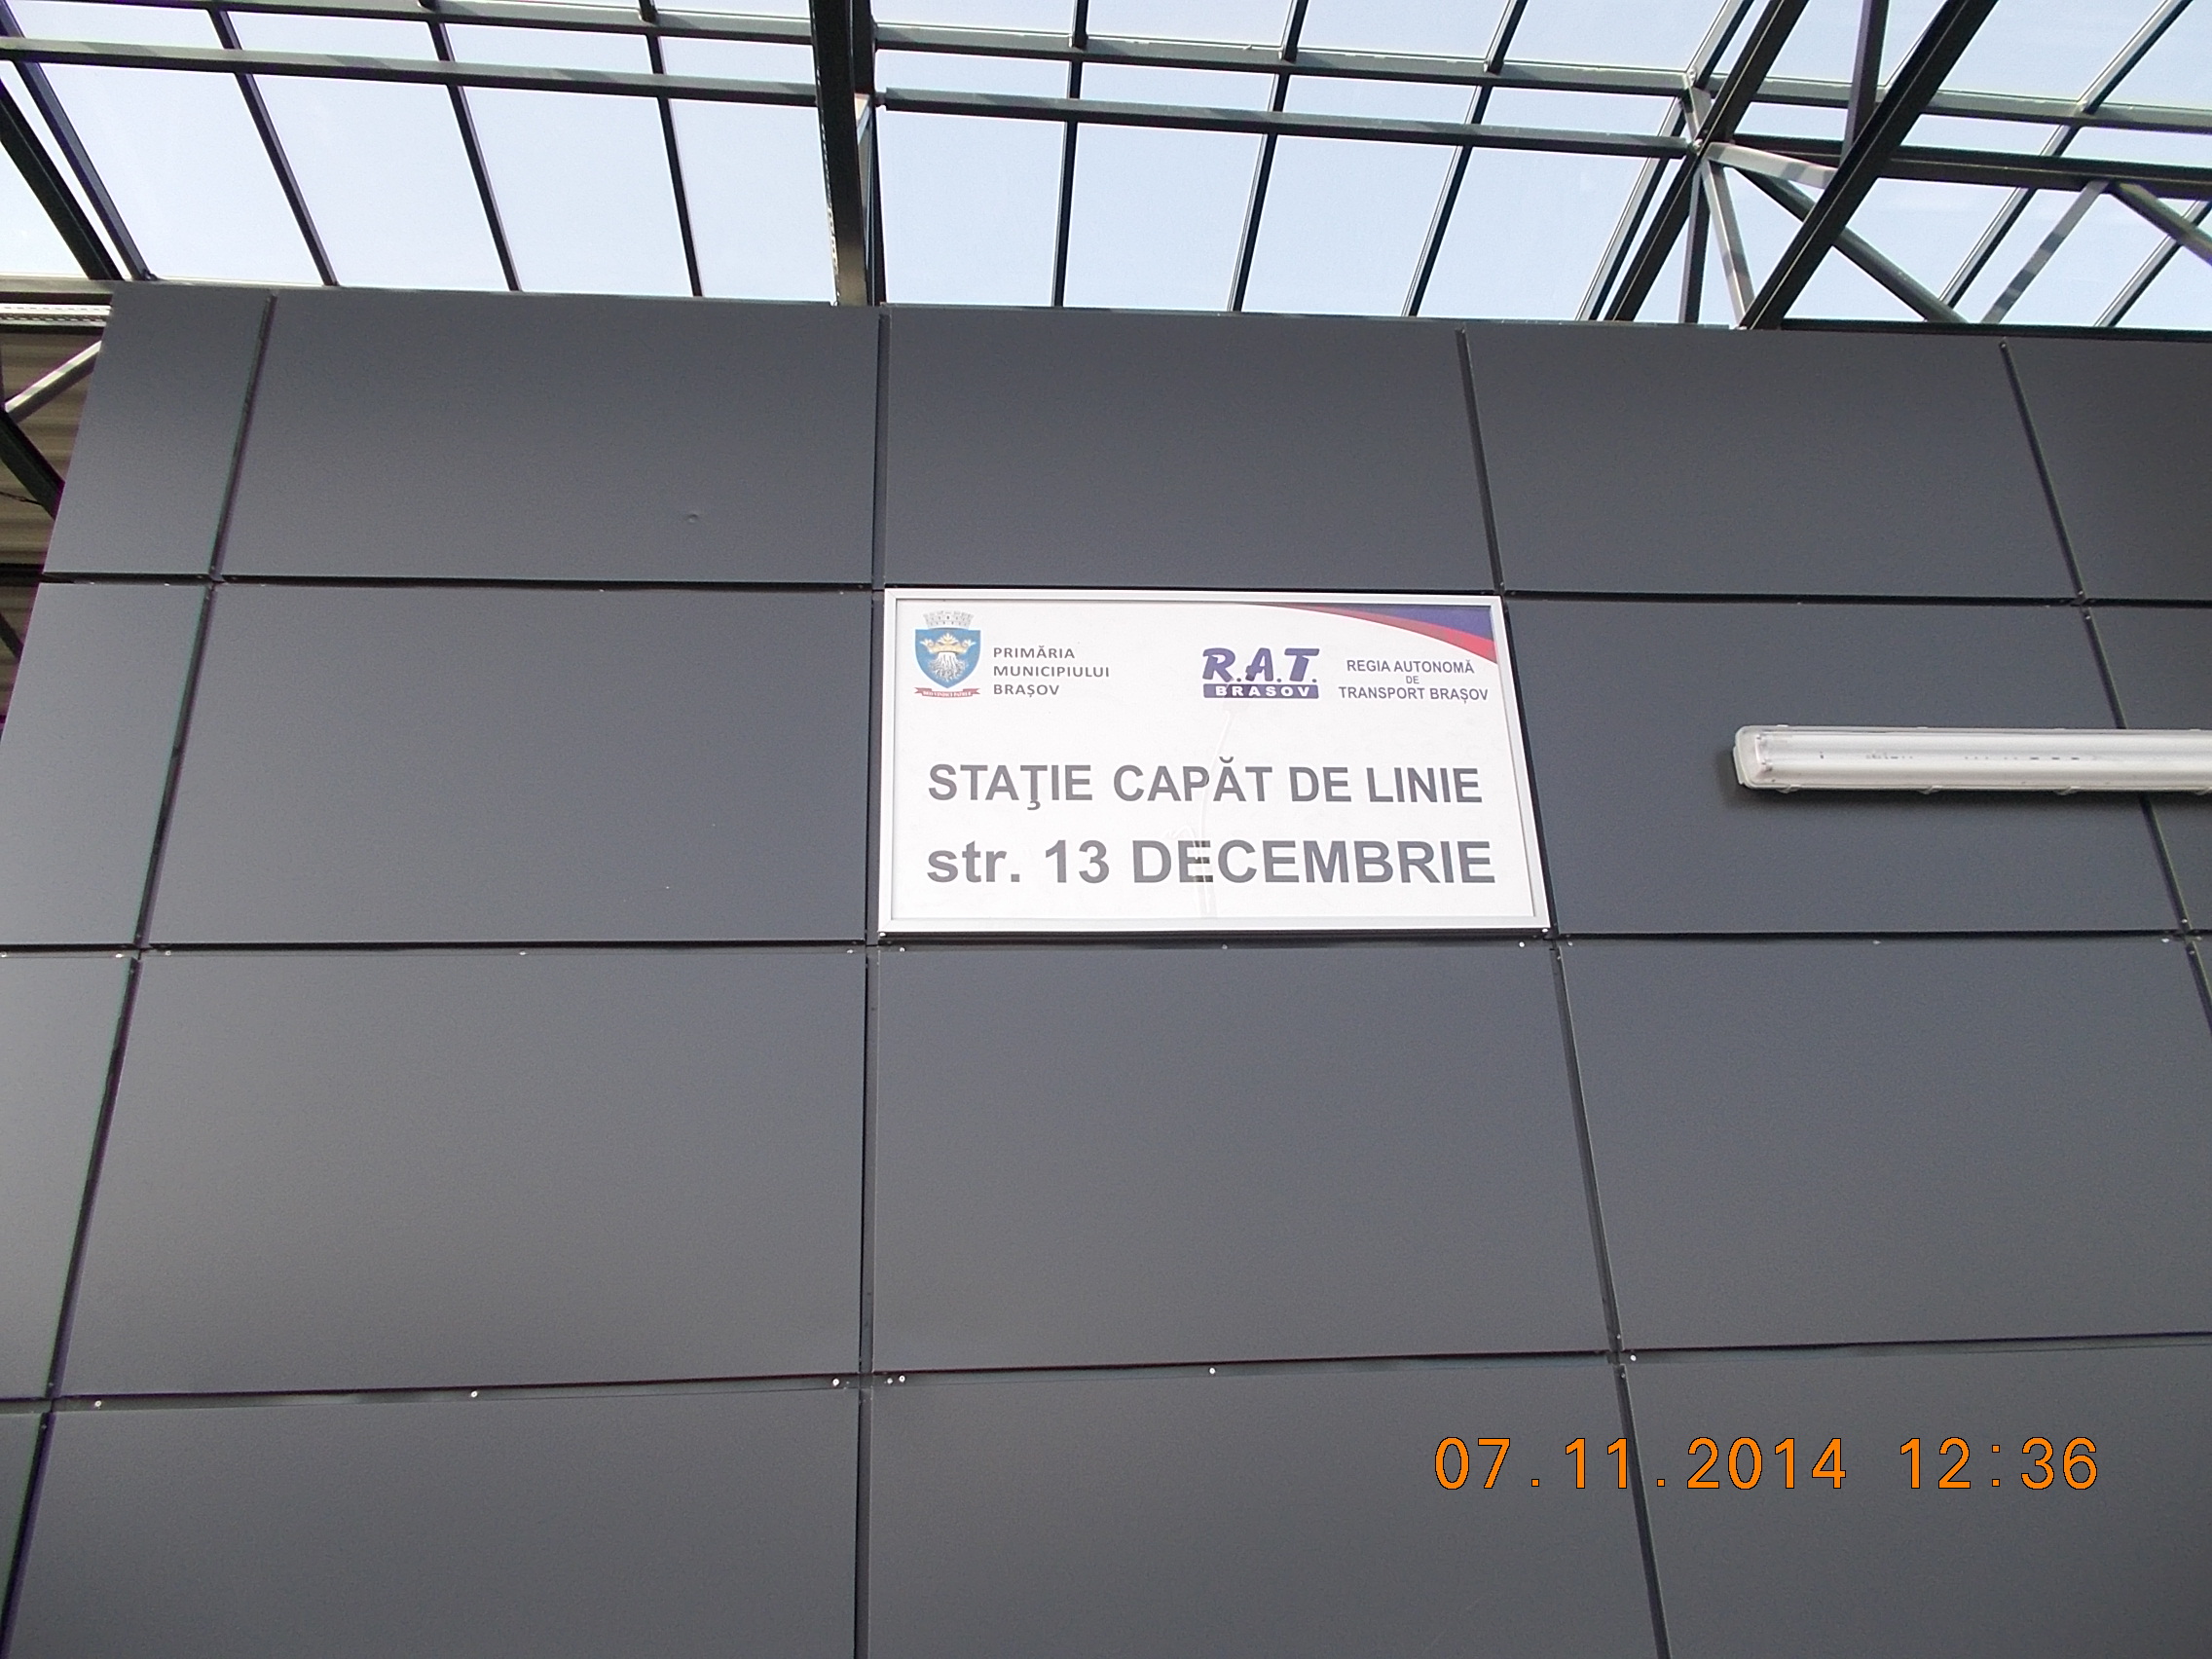 PRIMĂRIA
MUNICIPIULUI
BRAȘOV
R.A.T.
BRASOV
REGIA AUTONOMĂ
DE
TRANSPORT BRAȘOV
STAŢIE CAPĂT DE LINIE
str. 13 DECEMBRIE
07.11.2014 12:36